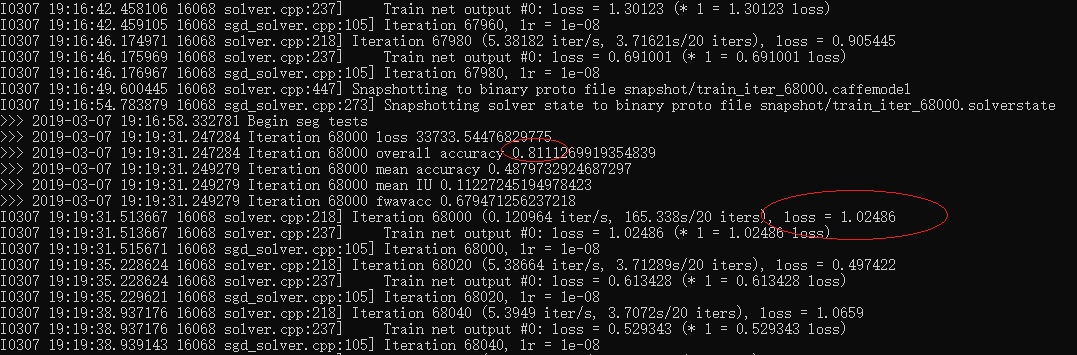 I0307 19:16:42.458106 16068 solver.cpp:237]     Train net output #0: loss = 1.30123 (* 1 = 1.30123 loss)
I0307 19:16:42.459105 16068 sgd_solver.cpp:105] Iteration 67960, lr = 1e-08
I0307 19:16:46.174971 16068 solver.cpp:218] Iteration 67980 (5.38182 iter/s, 3.71621s/20 iters), loss = 0.905445
I0307 19:16:46.175969 16068 solver.cpp:237]     Train net output #0: loss = 0.691001 (* 1 = 0.691001 loss)
I0307 19:16:46.176967 16068 sgd_solver.cpp:105] Iteration 67980, lr = 1e-08
I0307 19:16:49.600445 16068 solver.cpp:447] Snapshotting to binary proto file snapshot/train_iter_68000.caffemodel
I0307 19:16:54.783879 16068 sgd_solver.cpp:273] Snapshotting solver state to binary proto file snapshot/train_iter_68000.solverstate
>>> 2019-03-07 19:16:58.332781 Begin seg tests
>>> 2019-03-07 19:19:31.247284 Iteration 68000 loss 33733.54476829775
>>> 2019-03-07 19:19:31.247284 Iteration 68000 overall accuracy 0.8111269919354839
>>> 2019-03-07 19:19:31.249279 Iteration 68000 mean accuracy 0.4879732924687297
>>> 2019-03-07 19:19:31.249279 Iteration 68000 mean IU 0.11227245194978423
>>> 2019-03-07 19:19:31.249279 Iteration 68000 fwavacc 0.679471256237218
I0307 19:19:31.513667 16068 solver.cpp:218] Iteration 68000 (0.120964 iter/s, 165.338s/20 iters), loss = 1.02486
I0307 19:19:31.513667 16068 solver.cpp:237]     Train net output #0: loss = 1.02486 (* 1 = 1.02486 loss)
I0307 19:19:31.515671 16068 sgd_solver.cpp:105] Iteration 68000, lr = 1e-08
I0307 19:19:35.228624 16068 solver.cpp:218] Iteration 68020 (5.38664 iter/s, 3.71289s/20 iters), loss = 0.497422
I0307 19:19:35.228624 16068 solver.cpp:237]     Train net output #0: loss = 0.613428 (* 1 = 0.613428 loss)
I0307 19:19:35.229621 16068 sgd_solver.cpp:105] Iteration 68020, lr = 1e-08
I0307 19:19:38.937176 16068 solver.cpp:218] Iteration 68040 (5.3949 iter/s, 3.7072s/20 iters), loss = 1.0659
I0307 19:19:38.937176 16068 solver.cpp:237]     Train net output #0: loss = 0.529343 (* 1 = 0.529343 loss)
I0307 19:19:38.939143 16068 sgd_solver.cpp:105] Iteration 68040, lr = 1e-08